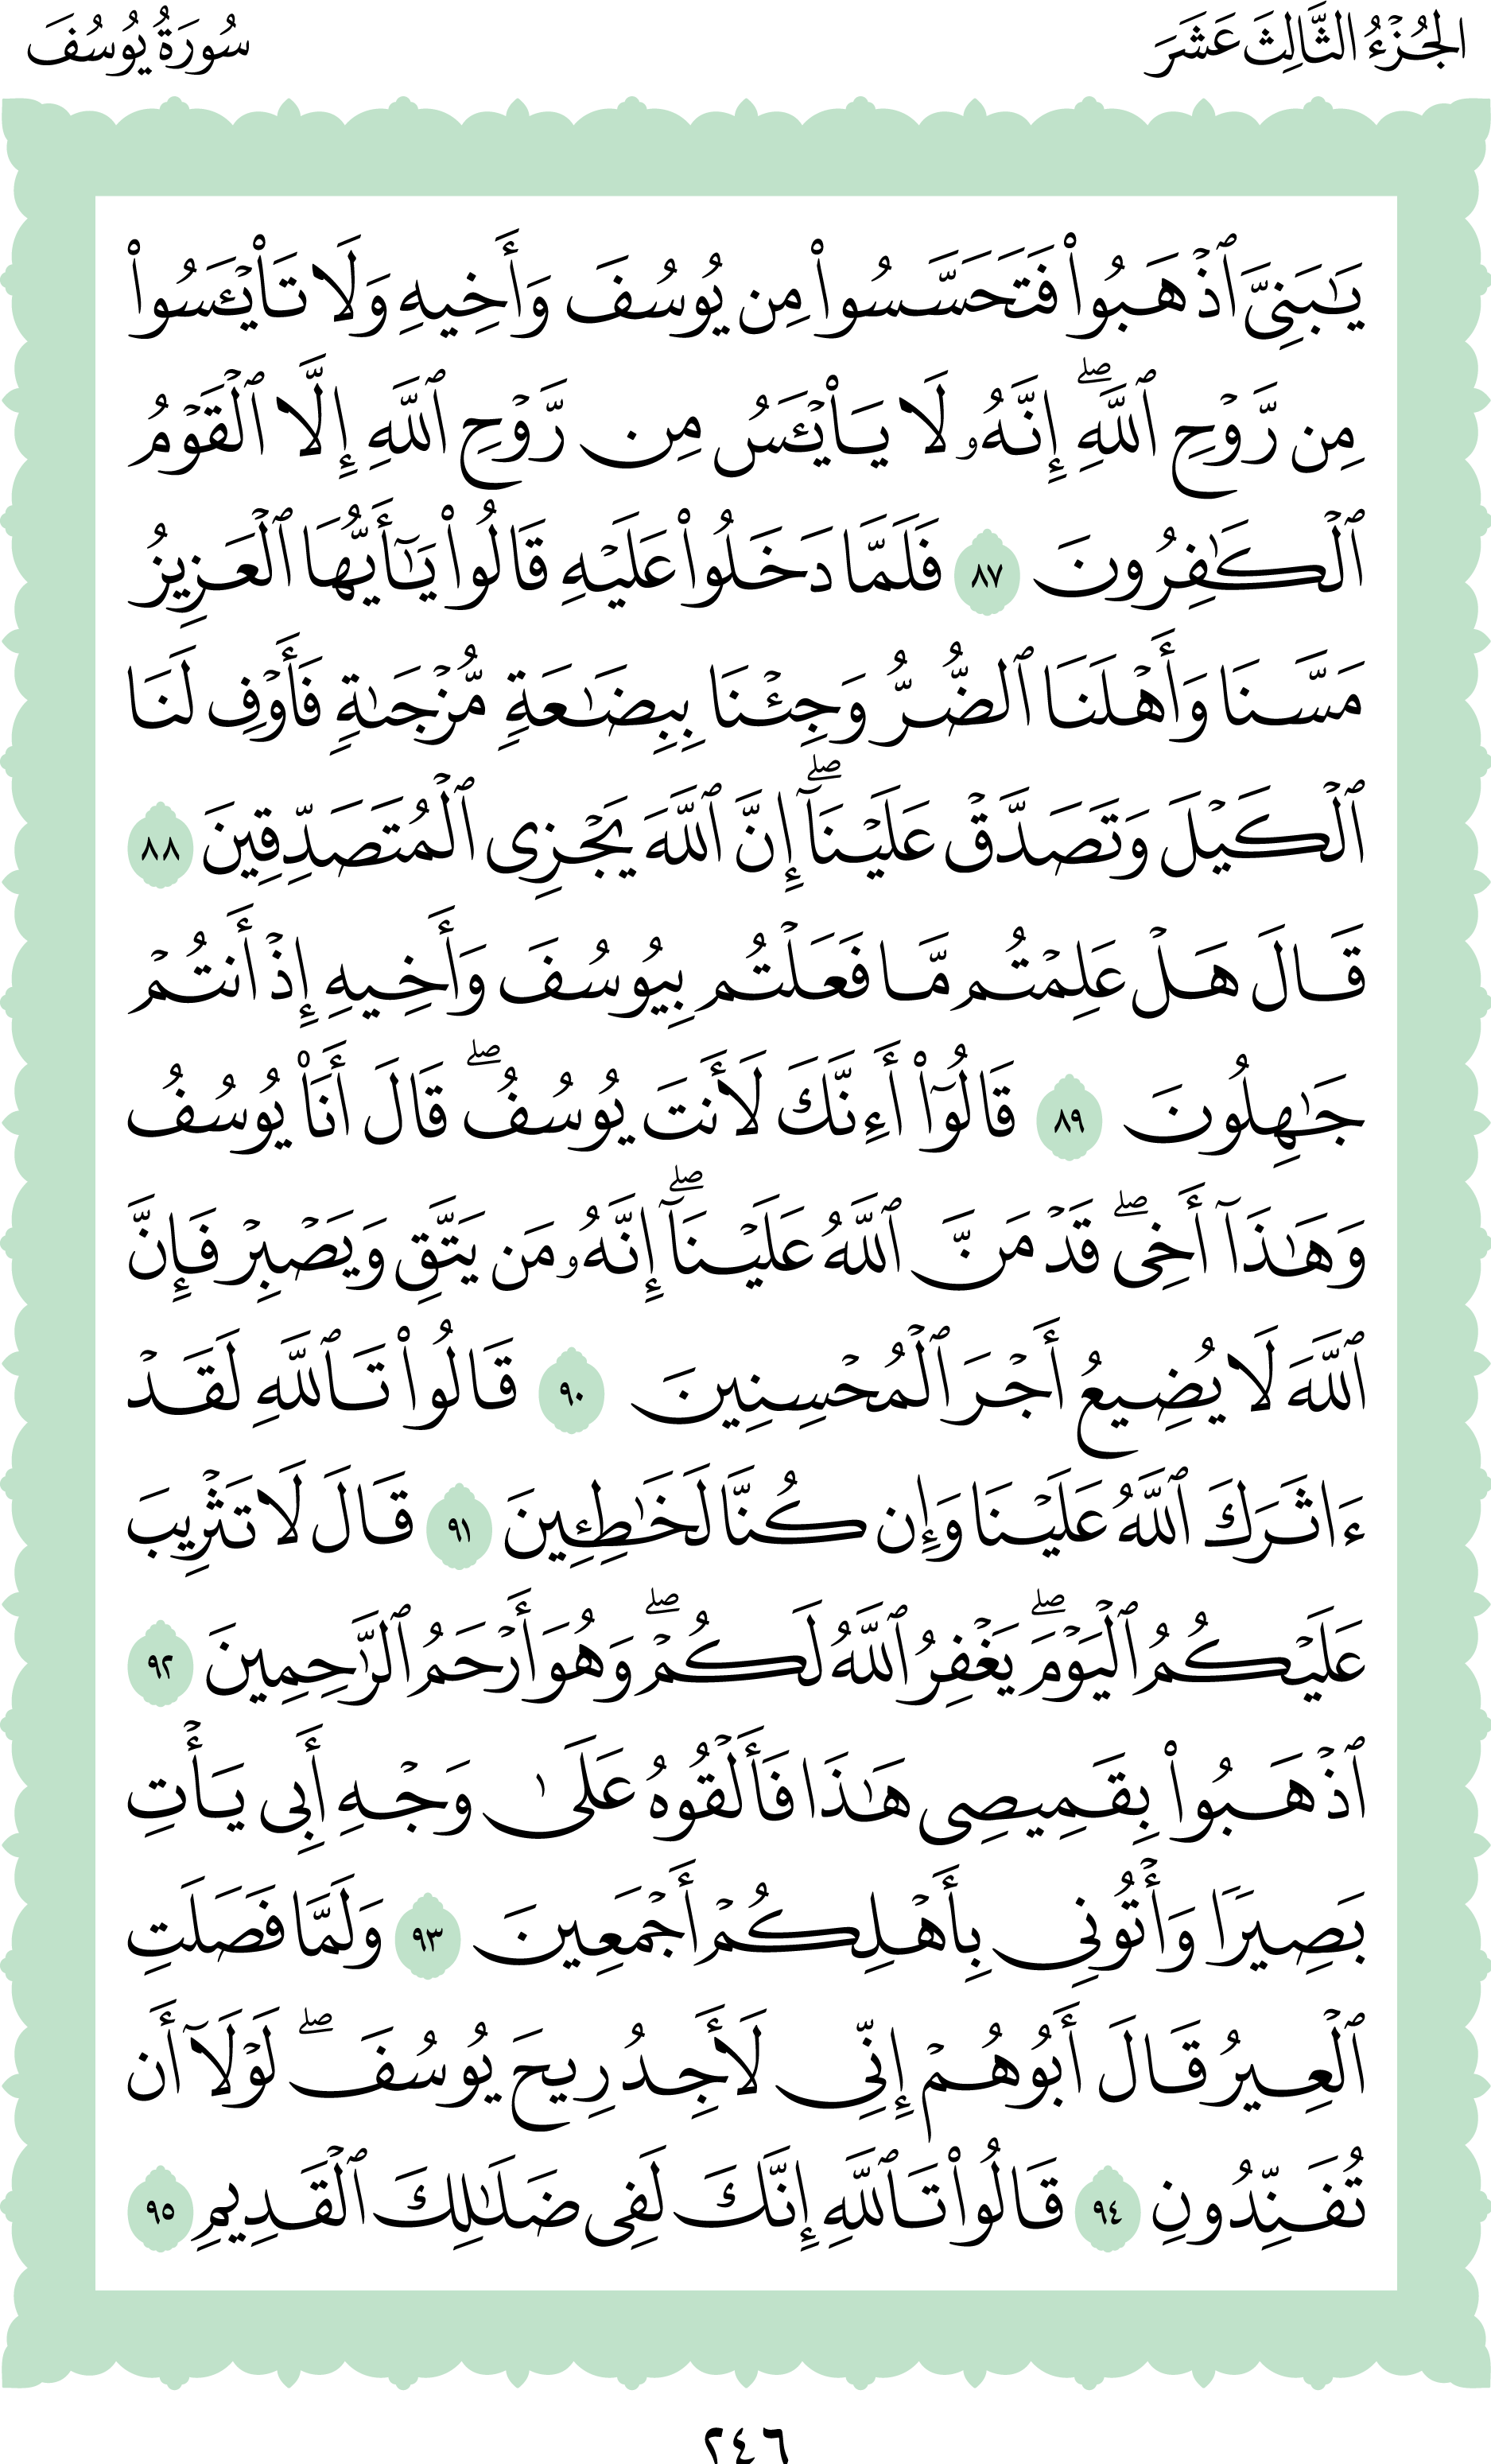 الجُزْءُ الثَّالِثَ عَشَرَ
سُورَةُ يُوسُفَ
يَٰبَنِىَّ ٱذْهَبُوا۟ فَتَحَسَّسُوا۟ مِن يُوسُفَ وَأَخِيهِ وَلَا تَا۟يْـَٔسُوا۟
مِن رَّوْحِ ٱللَّهِۖ إِنَّهُۥ لَا يَا۟يْـَٔسُ مِن رَّوْحِ ٱللَّهِ إِلَّا ٱلْقَوْمُ
ٱلْكَٰفِرُونَ ٨٧ فَلَمَّا دَخَلُوا۟ عَلَيْهِ قَالُوا۟ يَٰٓأَيُّهَا ٱلْعَزِيزُ
مَسَّنَا وَأَهْلَنَا ٱلضُّرُّ وَجِئْنَا بِبِضَٰعَةٍ مُّزْجَىٰةٍ فَأَوْفِ لَنَا
ٱلْكَيْلَ وَتَصَدَّقْ عَلَيْنَآۖ إِنَّ ٱللَّهَ يَجْزِى ٱلْمُتَصَدِّقِينَ ٨٨
قَالَ هَلْ عَلِمْتُم مَّا فَعَلْتُم بِيُوسُفَ وَأَخِيهِ إِذْ أَنتُمْ
جَٰهِلُونَ ٨٩ قَالُوٓا۟ أَءِنَّكَ لَأَنتَ يُوسُفُۖ قَالَ أَنَا۠ يُوسُفُ
وَهَٰذَآ أَخِىۖ قَدْ مَنَّ ٱللَّهُ عَلَيْنَآۖ إِنَّهُۥ مَن يَتَّقِ وَيَصْبِرْ فَإِنَّ
ٱللَّهَ لَا يُضِيعُ أَجْرَ ٱلْمُحْسِنِينَ ٩٠ قَالُوا۟ تَٱللَّهِ لَقَدْ
ءَاثَرَكَ ٱللَّهُ عَلَيْنَا وَإِن كُنَّا لَخَٰطِـِٔينَ ٩١ قَالَ لَا تَثْرِيبَ
عَلَيْكُمُ ٱلْيَوْمَۖ يَغْفِرُ ٱللَّهُ لَكُمْۖ وَهُوَ أَرْحَمُ ٱلرَّٰحِمِينَ ٩٢
ٱذْهَبُوا۟ بِقَمِيصِى هَٰذَا فَأَلْقُوهُ عَلَىٰ وَجْهِ أَبِى يَأْتِ
بَصِيرًا وَأْتُونِى بِأَهْلِكُمْ أَجْمَعِينَ ٩٣ وَلَمَّا فَصَلَتِ
ٱلْعِيرُ قَالَ أَبُوهُمْ إِنِّى لَأَجِدُ رِيحَ يُوسُفَۖ لَوْلَآ أَن
تُفَنِّدُونِ ٩٤ قَالُوا۟ تَٱللَّهِ إِنَّكَ لَفِى ضَلَٰلِكَ ٱلْقَدِيمِ ٩٥
٢٤٦